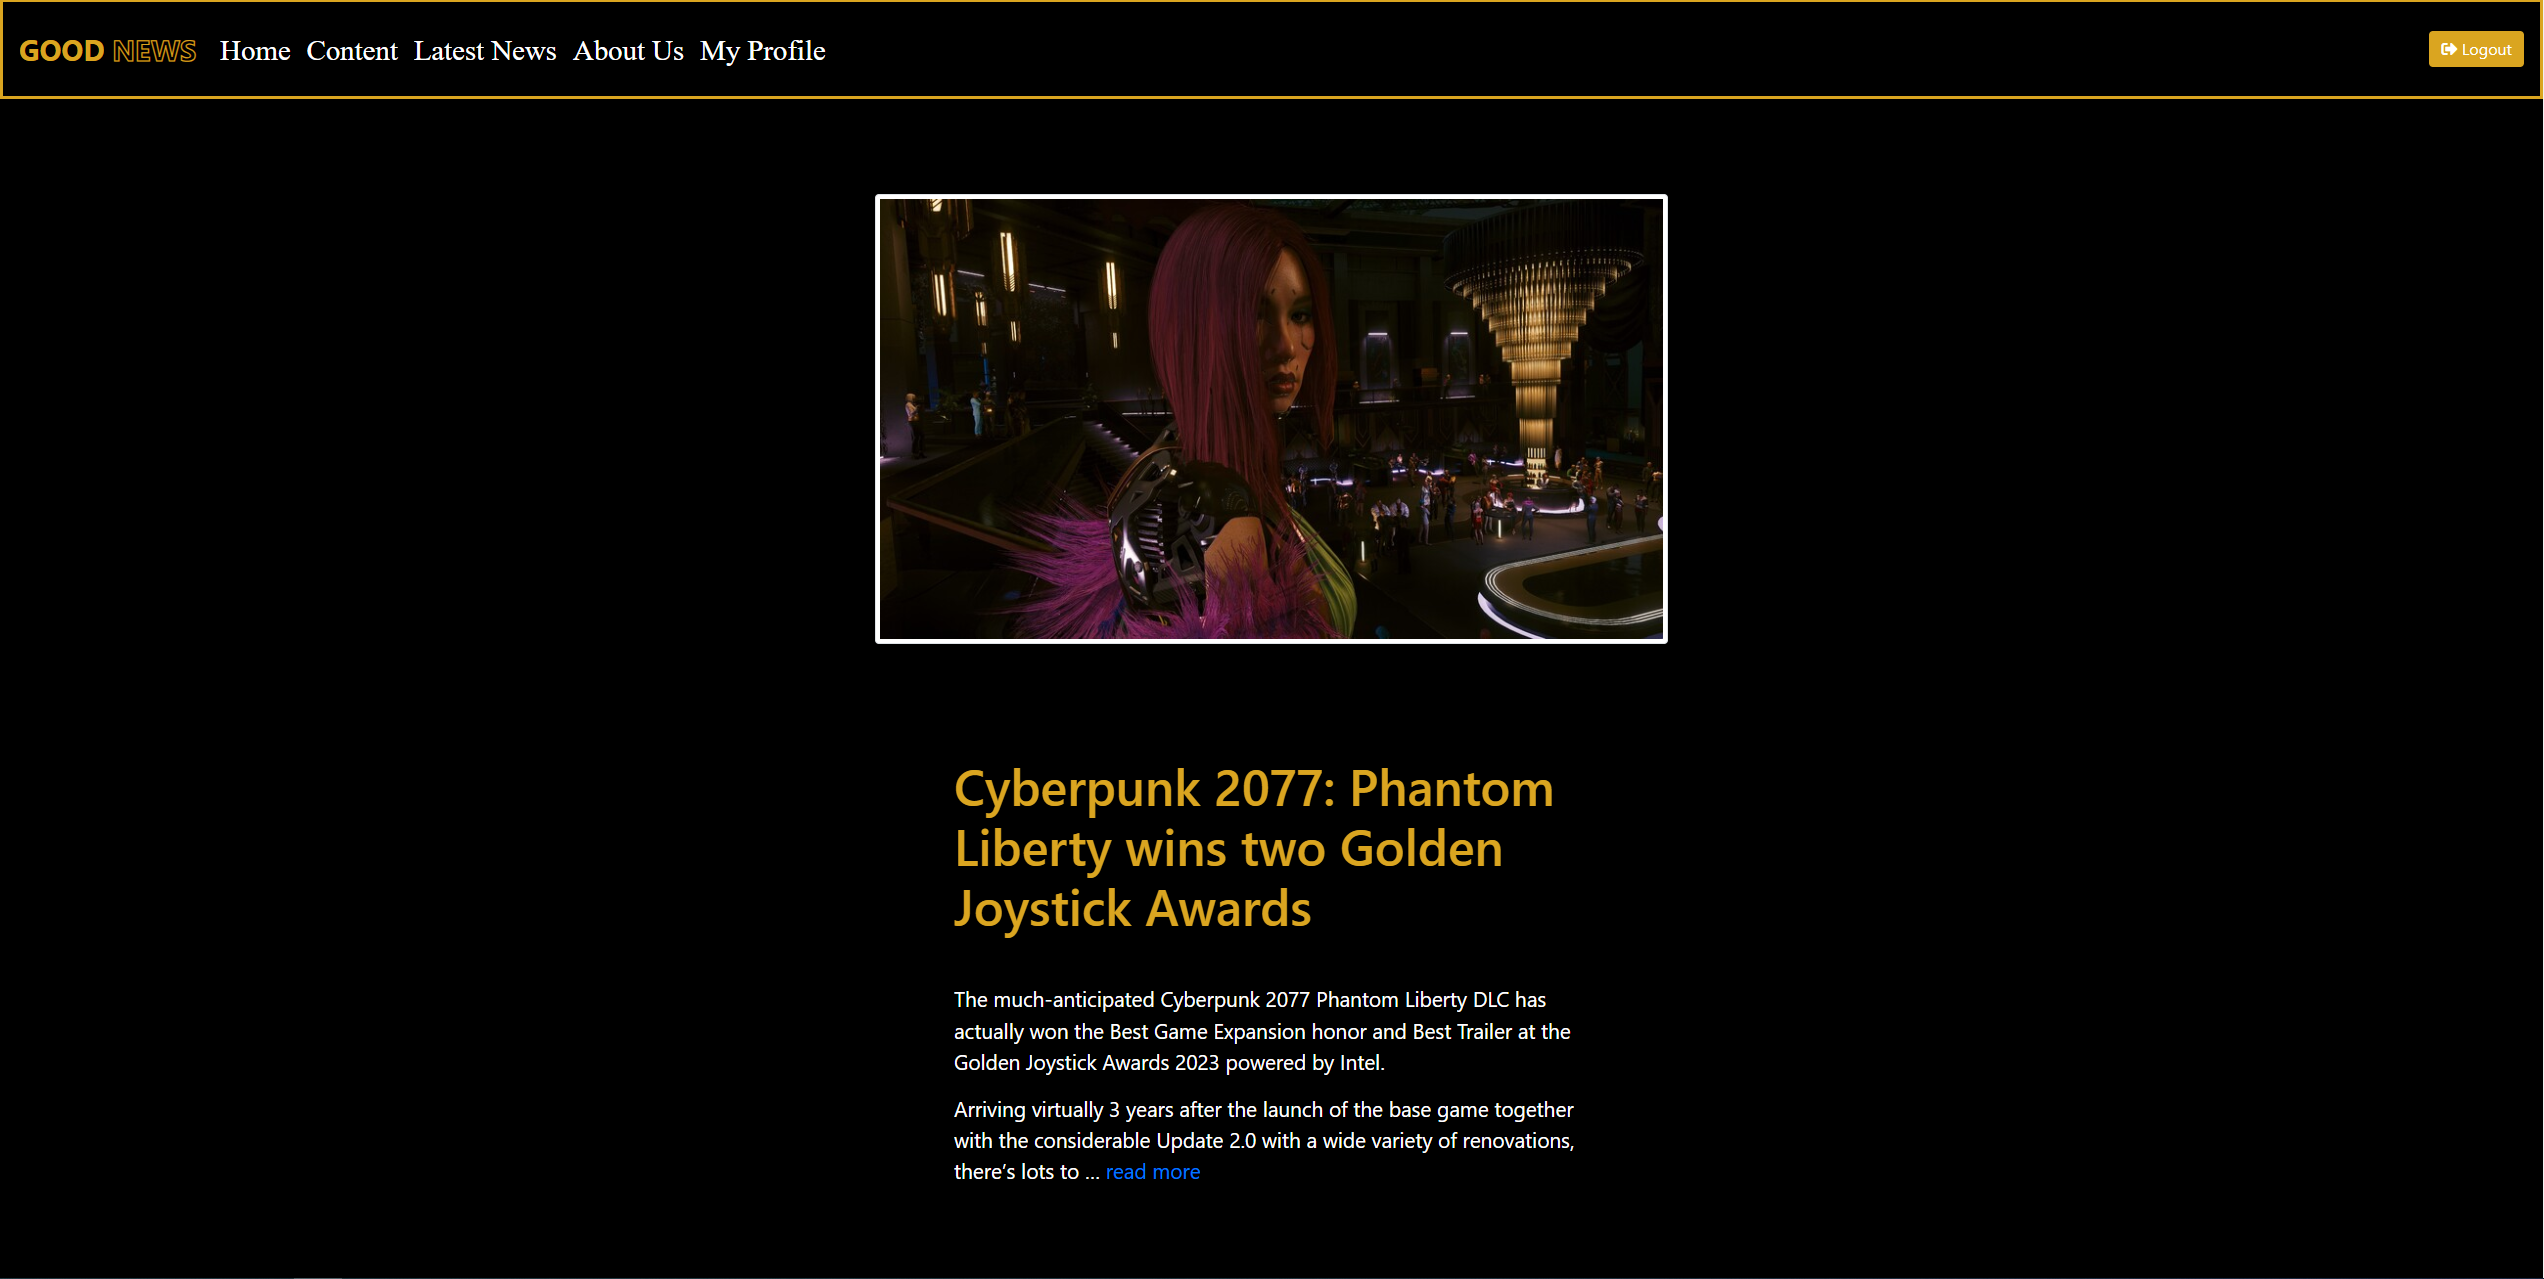 GOOD NEWS Home Content Latest News About Us My Profile Logout
Cyberpunk 2077: Phantom
Liberty wins two Golden
Joystick Awards
The much-anticipated Cyberpunk 2077 Phantom Liberty DLC has
actually won the Best Game Expansion honor and Best Trailer at the
Golden Joystick Awards 2023 powered by Intel.
Arriving virtually 3 years after the launch of the base game together
with the considerable Update 2.0 with a wide variety of renovations,
there’s lots to ... read more